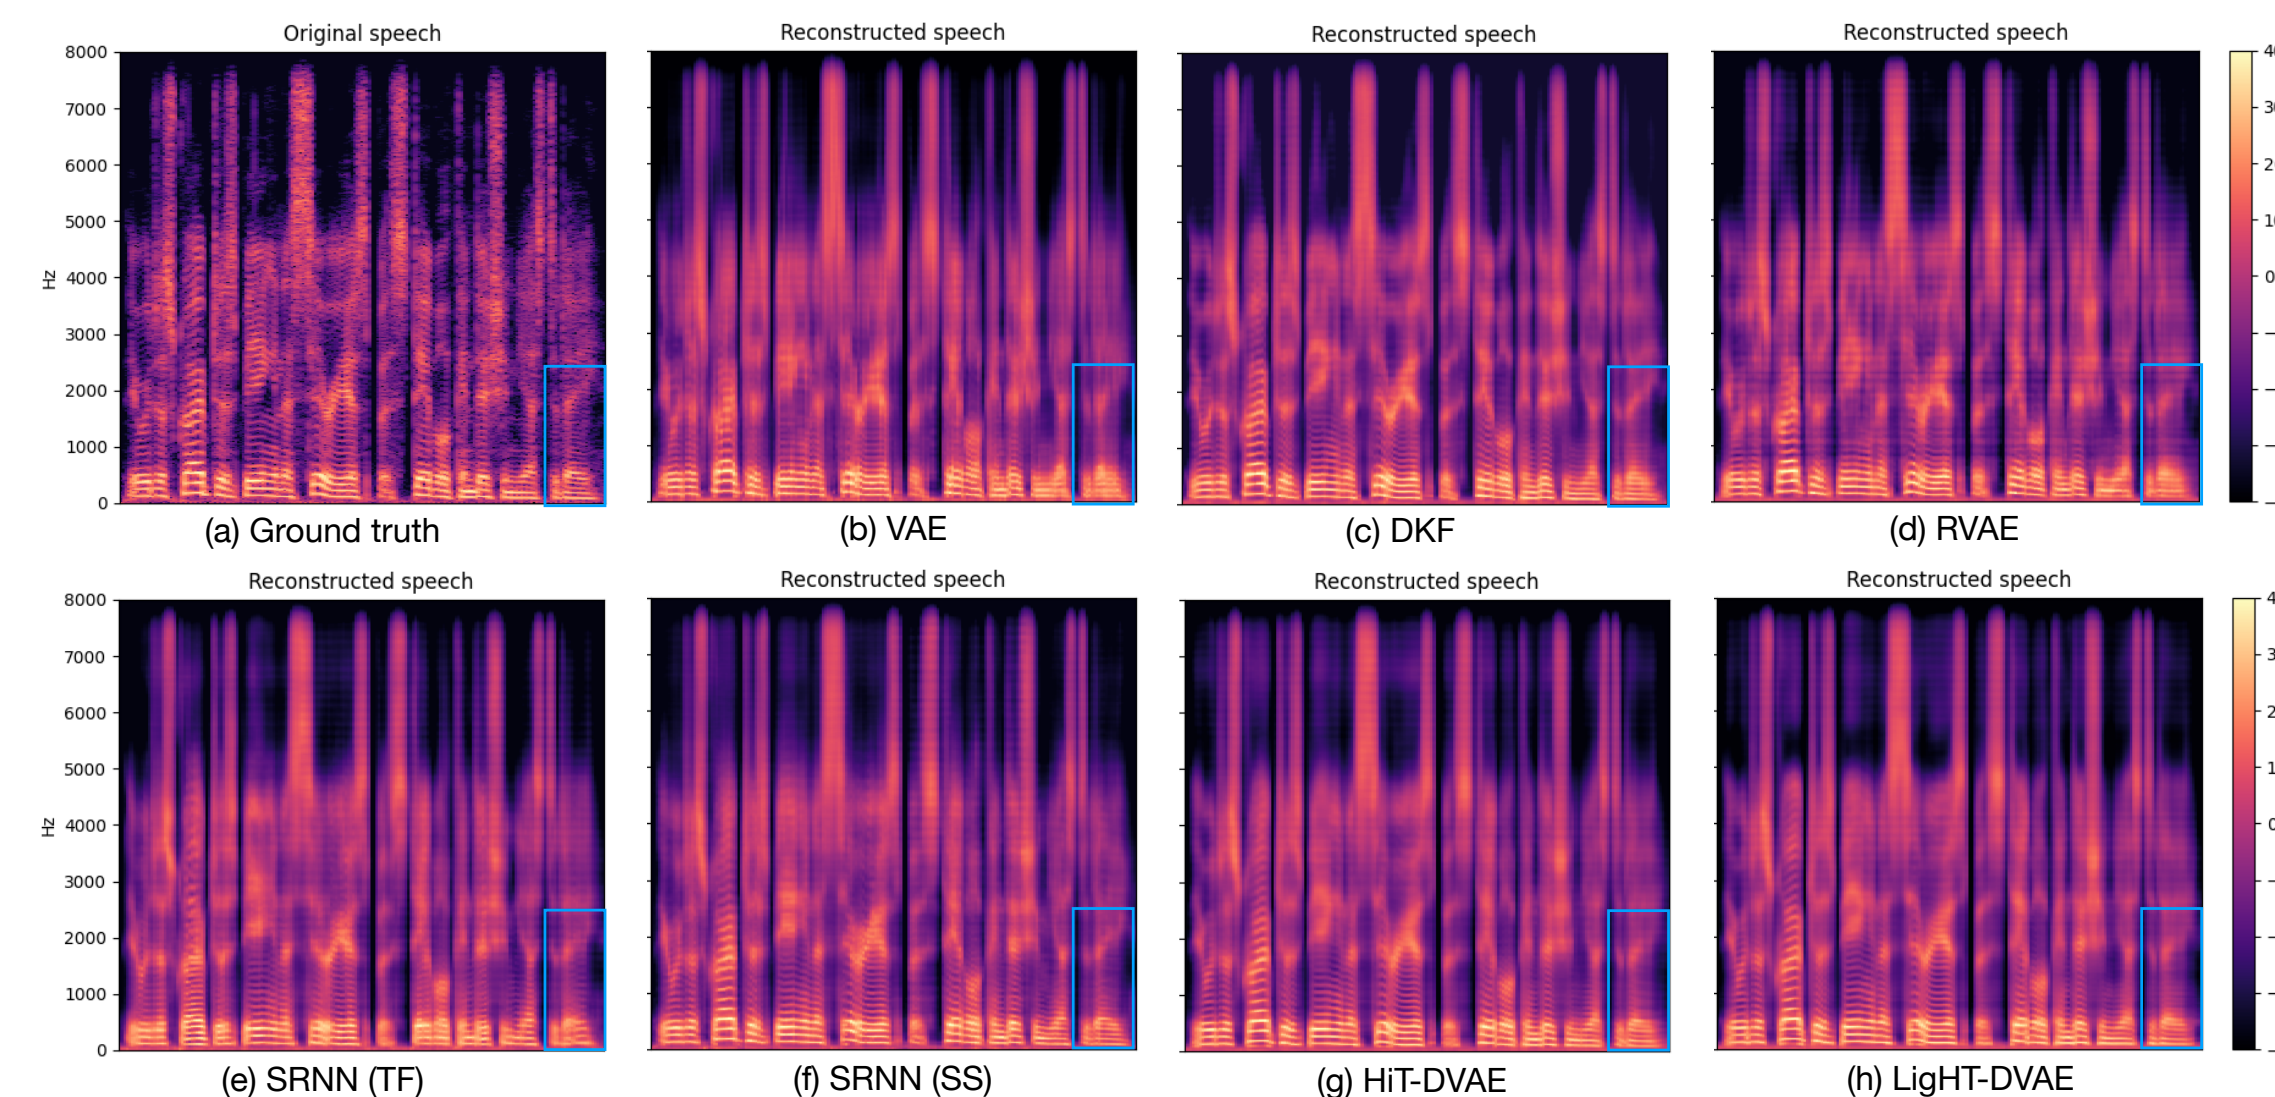 Original speech
Reconstructed speech
Reconstructed speech
Reconstructed speech
8000
7000
6000
5000
4000
3000
2000
1000
0
Hz
(a) Ground truth
(b) VAE
(c) DKF
(d) RVAE
Reconstructed speech
Reconstructed speech
Reconstructed speech
Reconstructed speech
8000
7000
6000
5000
4000
3000
2000
1000
0
Hz
0
0
(e) SRNN (TF)
(f) SRNN (SS)
(g) HiT-DVAE
(h) LigHT-DVAE